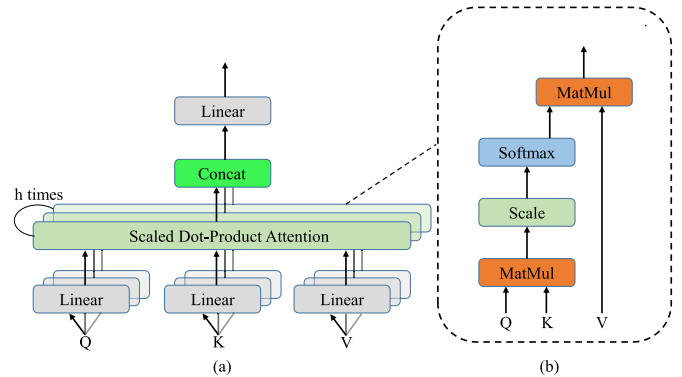 Linear
Concat
h times
Scaled Dot-Product Attention
Linear Linear Linear
Q K V
(a)
MatMul
Softmax
Scale
MatMul
Q K V
(b)